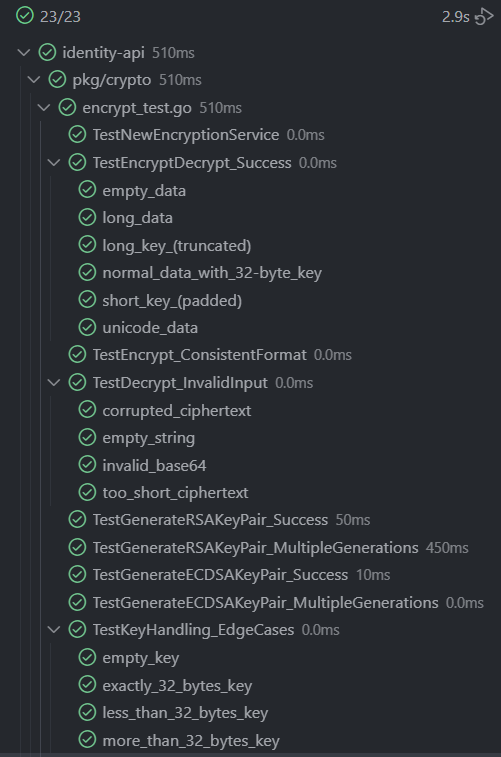 23/23 2.9s
identity-api 510ms
pkg/crypto 510ms
encrypt_test.go 510ms
TestNewEncryptionService 0.0ms
TestEncryptDecrypt_Success 0.0ms
empty_data
long_data
long_key_(truncated)
normal_data_with_32-byte_key
short_key_(padded)
unicode_data
TestEncrypt_ConsistentFormat 0.0ms
TestDecrypt_InvalidInput 0.0ms
corrupted_ciphertext
empty_string
invalid_base64
too_short_ciphertext
TestGenerateRSAKeyPair_Success 50ms
TestGenerateRSAKeyPair_MultipleGenerations 450ms
TestGenerateECDSAKeyPair_Success 10ms
TestGenerateECDSAKeyPair_MultipleGenerations 0.0ms
TestKeyHandling_EdgeCases 0.0ms
empty_key
exactly_32_bytes_key
less_than_32_bytes_key
more_than_32_bytes_key